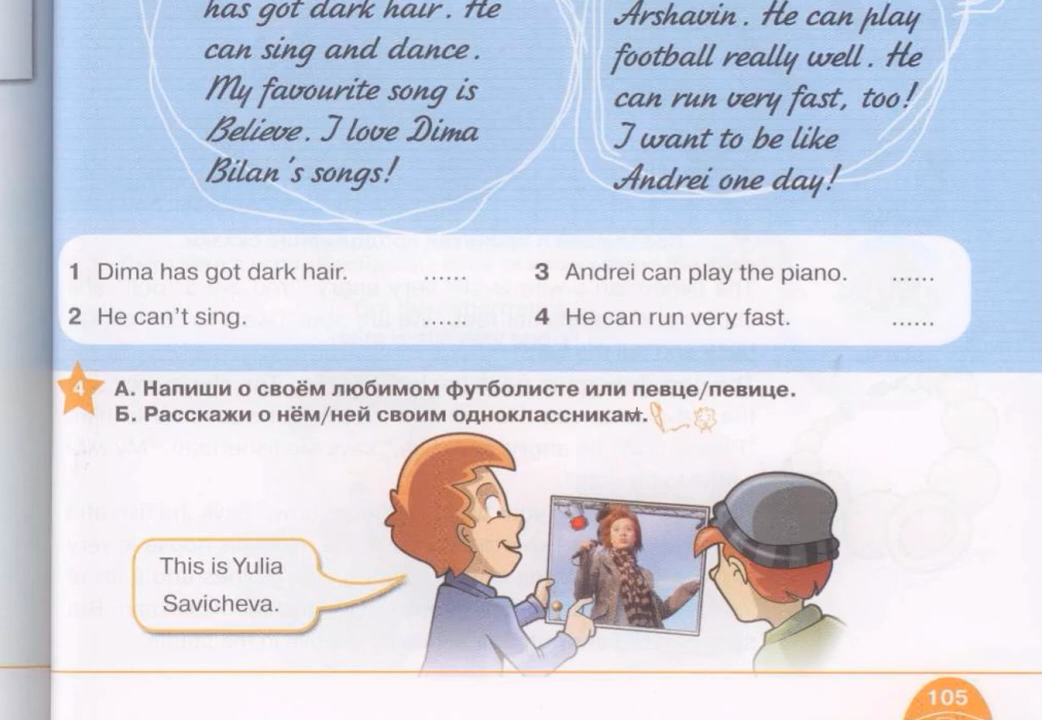 has got dark hair. He
can sing and dance.
My favourite song is
Believe. I love Dima
Bilan's songs!
Arshavin. He can play
football really well. He
can run very fast, too!
I want to be like
Andrei one day!
1 Dima has got dark hair. ......
2 He can't sing. ......
3 Andrei can play the piano. ......
4 He can run very fast. ......
4 А. Напиши о своём любимом футболисте или певце/певице.
Б. Расскажи о нём/ней своим одноклассникам.
This is Yulia
Savicheva.
105